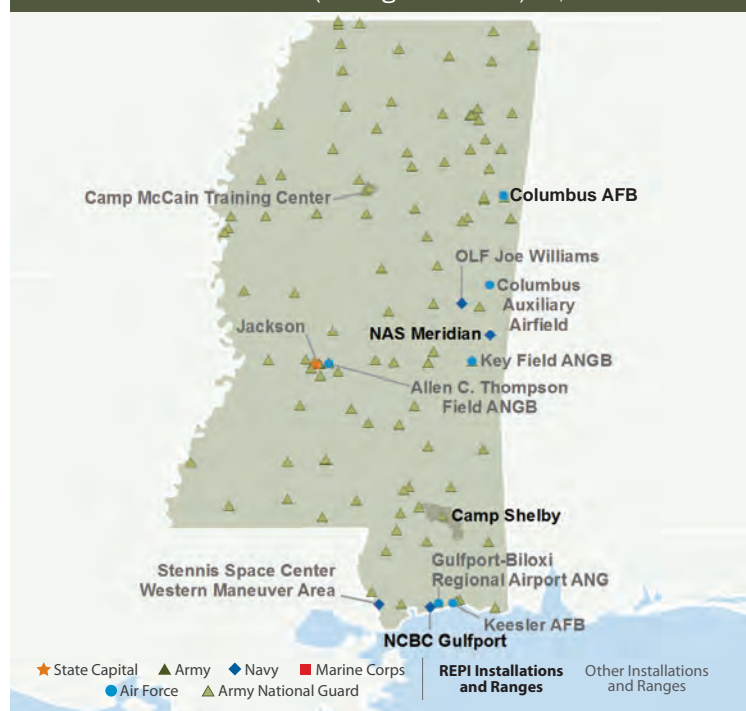 Camp McCain Training Center
Columbus AFB
OLF Joe Williams
Columbus
Auxiliary
Airfield
Jackson
NAS Meridian
Key Field ANGB
Allen C. Thompson
Field ANGB
Camp Shelby
Stennis Space Center
Western Maneuver Area
Gulfport-Biloxi
Regional Airport ANG
Keesler AFB
NCBC Gulfport
State Capital Army Navy Marine Corps
Air Force Army National Guard
REPI Installations
and Ranges
Other Installations
and Ranges